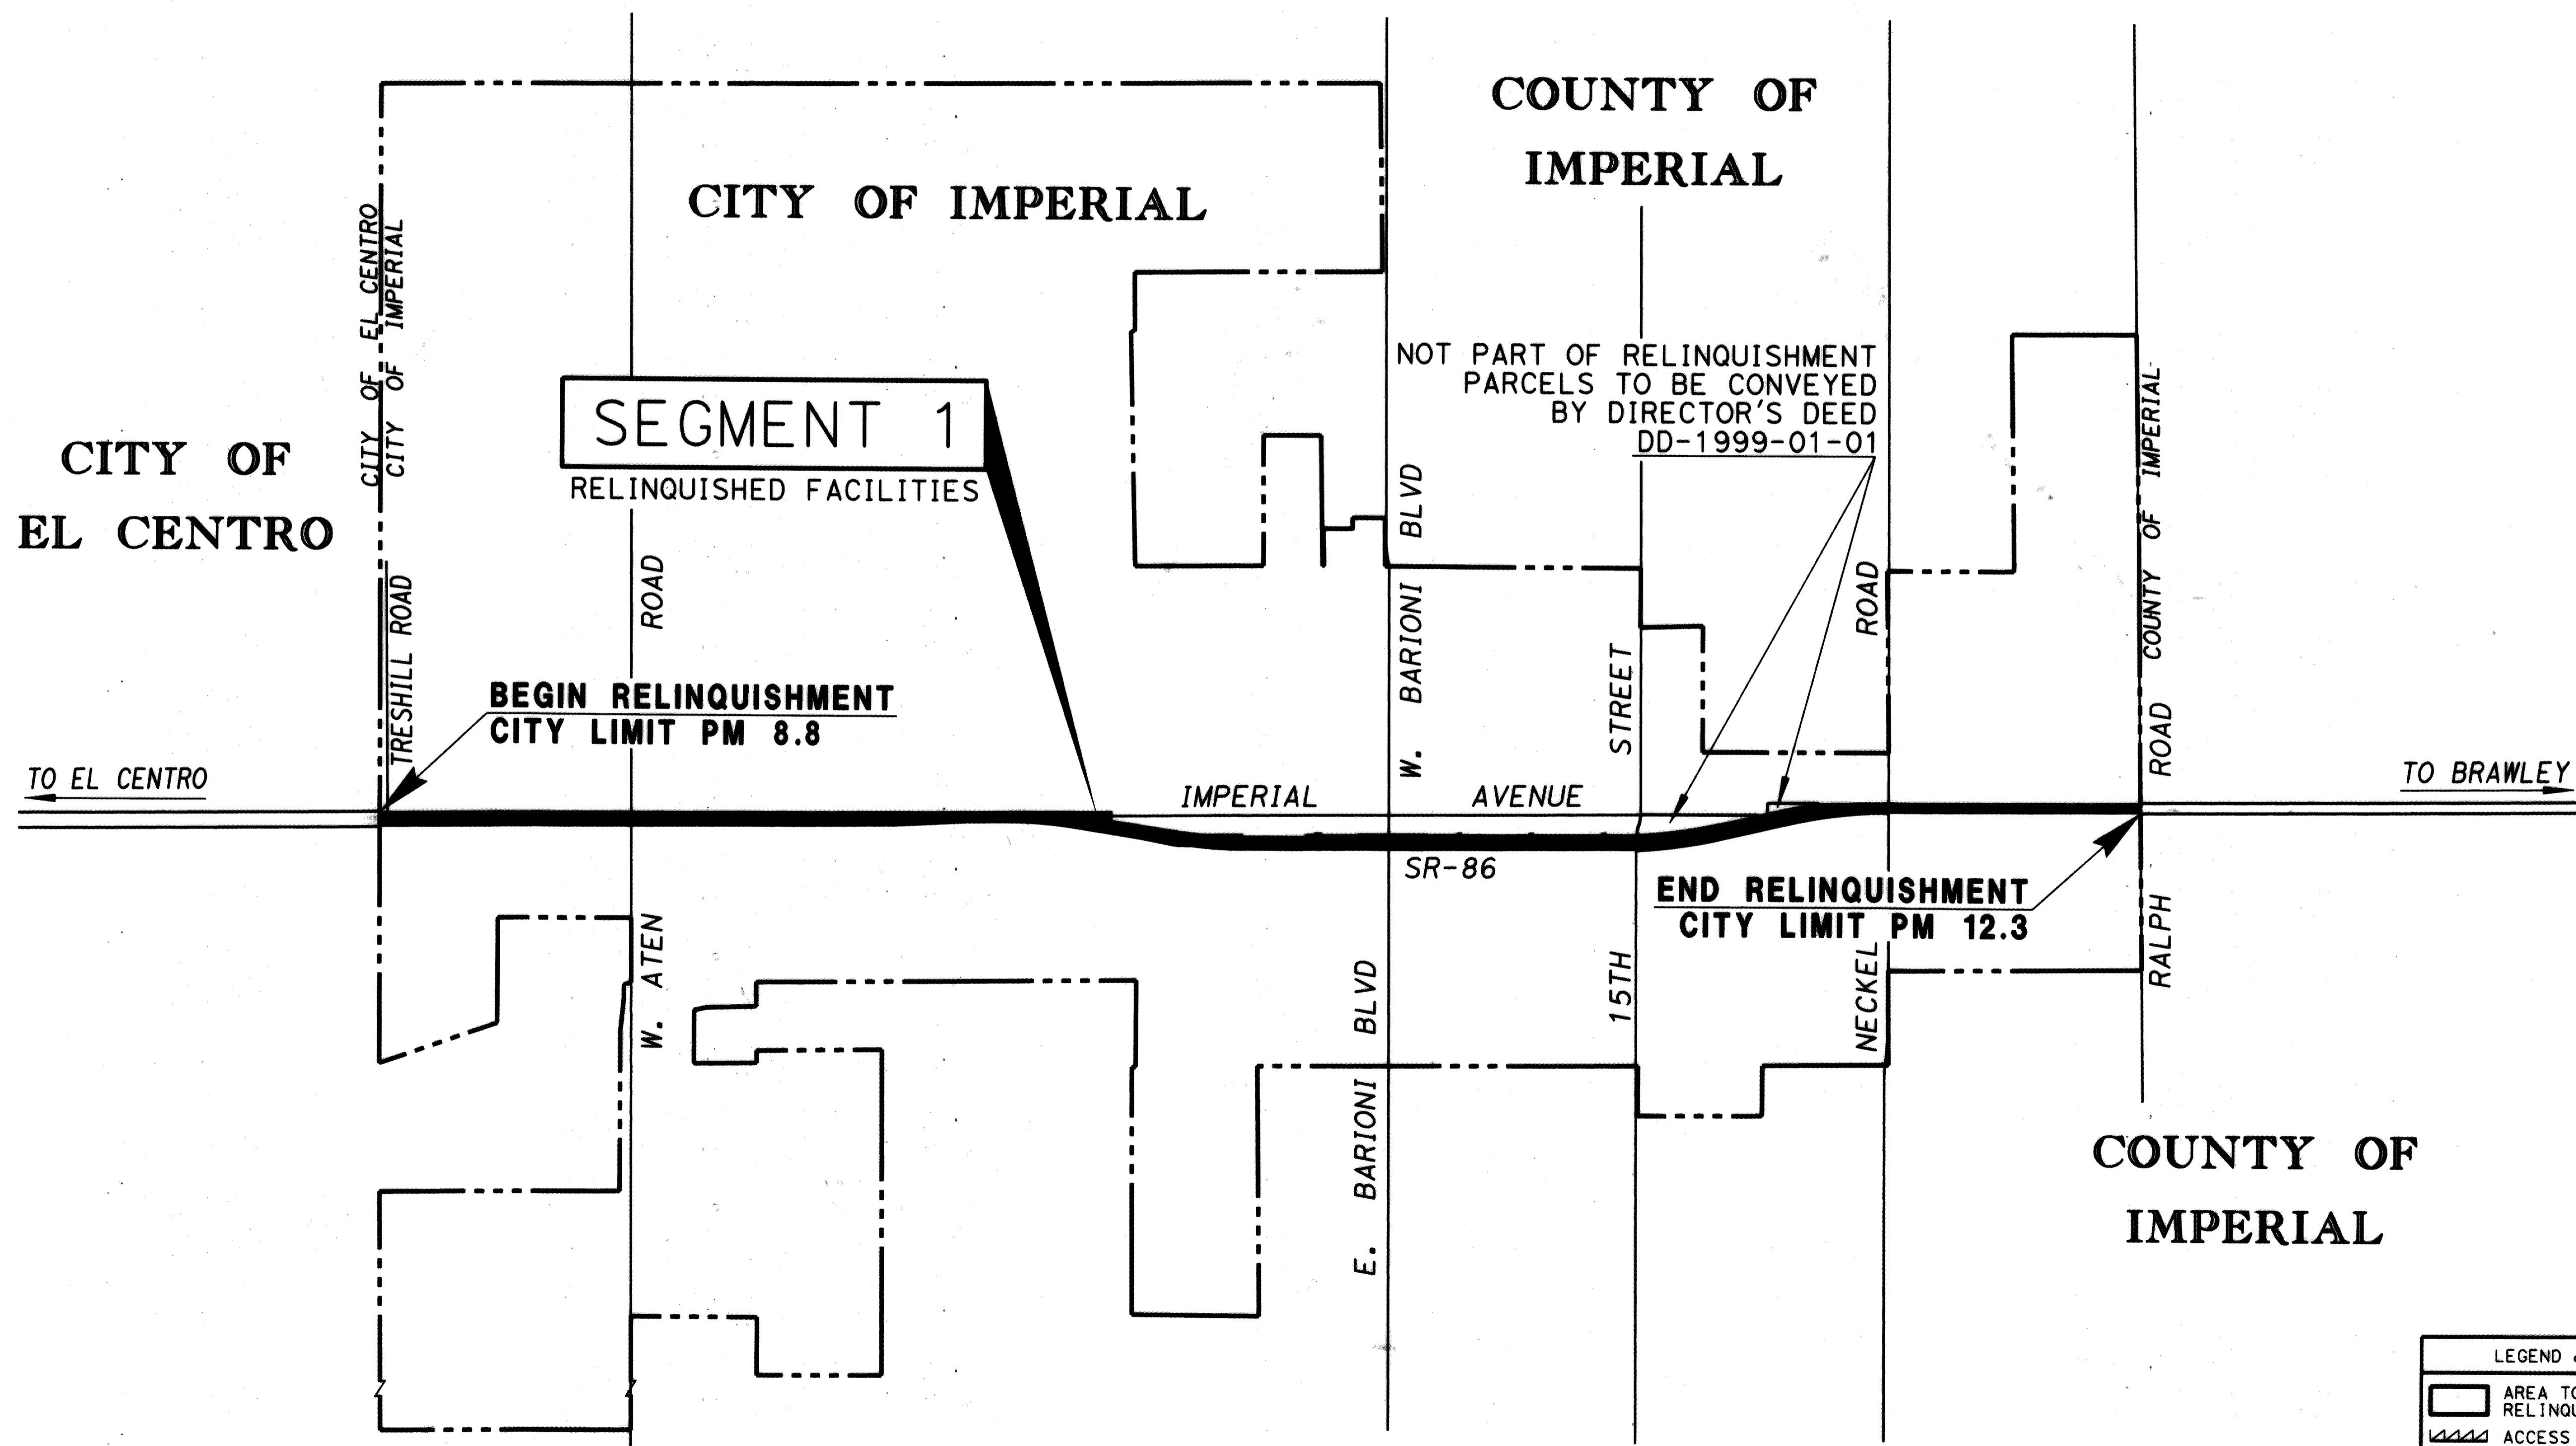 COUNTY OF
IMPERIAL
CITY OF IMPERIAL
CITY OF EL CENTRO
CITY OF IMPERIAL
CITY OF
EL CENTRO
SEGMENT 1
RELINQUISHED FACILITIES
NOT PART OF RELINQUISHMENT
PARCELS TO BE CONVEYED
BY DIRECTOR'S DEED
DD-1999-01-01
COUNTY OF IMPERIAL
TRESHILL ROAD
ROAD
W. BARIONI BLVD
STREET
ROAD
ROAD
BEGIN RELINQUISHMENT
CITY LIMIT PM 8.8
TO EL CENTRO
IMPERIAL AVENUE
TO BRAWLEY
SR-86
END RELINQUISHMENT
CITY LIMIT PM 12.3
W. ATEN
E. BARIONI BLVD
15TH
NECKEL
RALPH
COUNTY OF
IMPERIAL
LEGEND
AREA TO
RELINQU
ACCESS